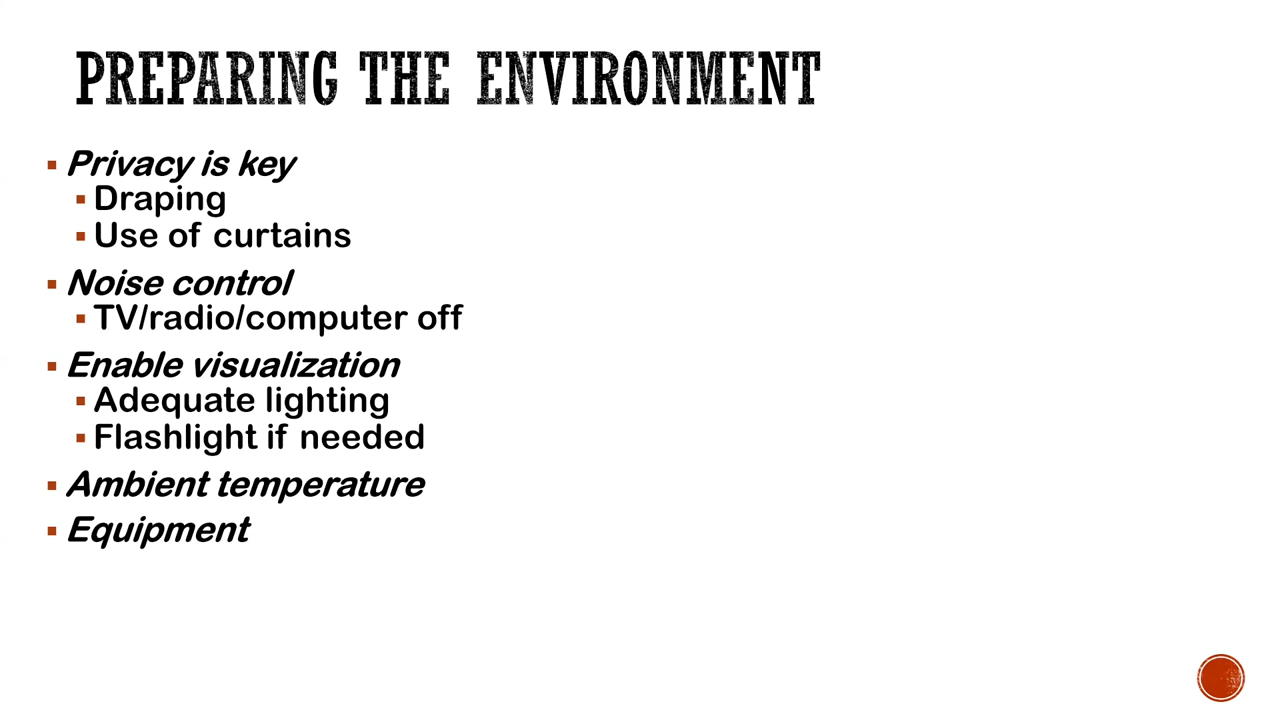 PREPARING THE ENVIRONMENT
▪ Privacy is key
▪ Draping
▪ Use of curtains
▪ Noise control
▪ TV/radio/computer off
▪ Enable visualization
▪ Adequate lighting
▪ Flashlight if needed
▪ Ambient temperature
▪ Equipment